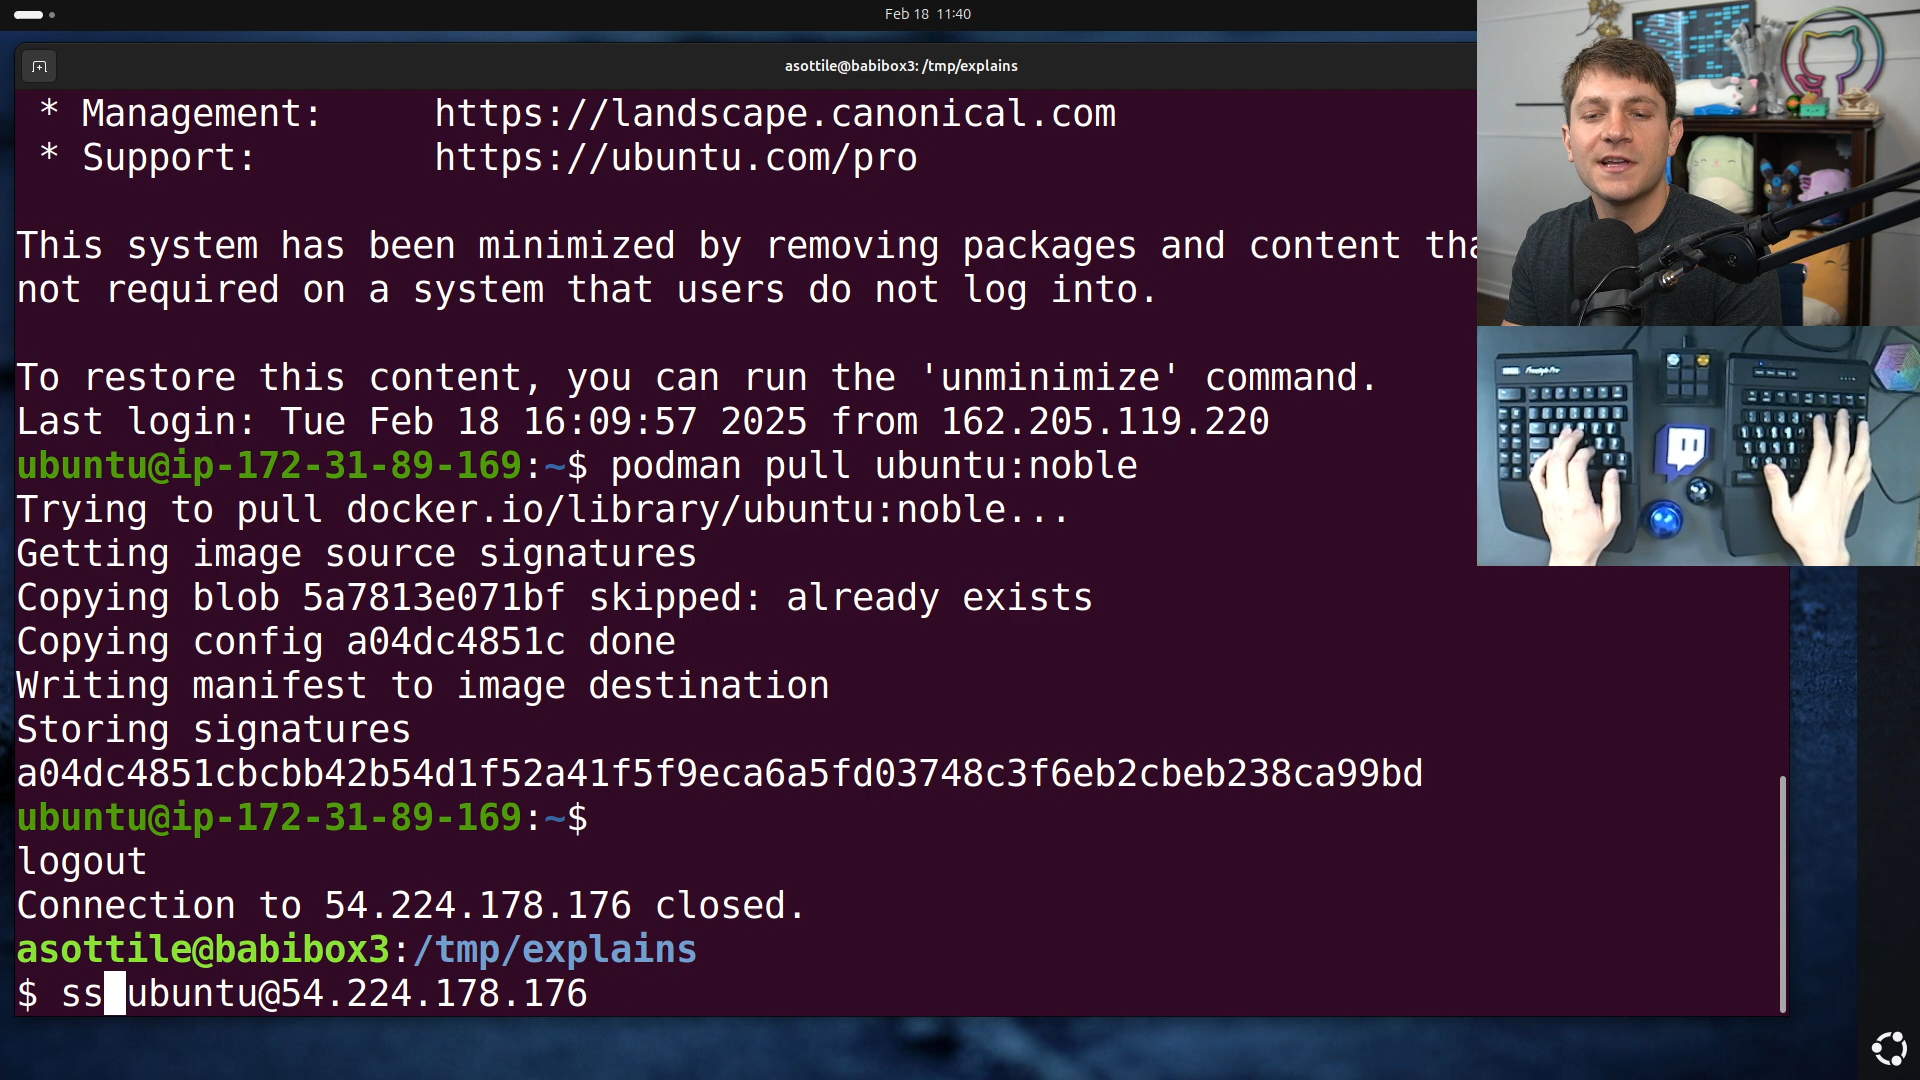 Feb 18 11:40
asottile@babibox3: /tmp/explains
* Management: https://landscape.canonical.com
* Support: https://ubuntu.com/pro
This system has been minimized by removing packages and content tha
not required on a system that users do not log into.
To restore this content, you can run the 'unminimize' command.
Last login: Tue Feb 18 16:09:57 2025 from 162.205.119.220
ubuntu@ip-172-31-89-169:~$ podman pull ubuntu:noble
Trying to pull docker.io/library/ubuntu:noble...
Getting image source signatures
Copying blob 5a7813e071bf skipped: already exists
Copying config a04dc4851c done
Writing manifest to image destination
Storing signatures
a04dc4851cbcbb42b54d1f52a41f5f9eca6a5fd03748c3f6eb2cbeb238ca99bd
ubuntu@ip-172-31-89-169:~$
logout
Connection to 54.224.178.176 closed.
asottile@babibox3:/tmp/explains
$ ss ubuntu@54.224.178.176
Freestyle Pro